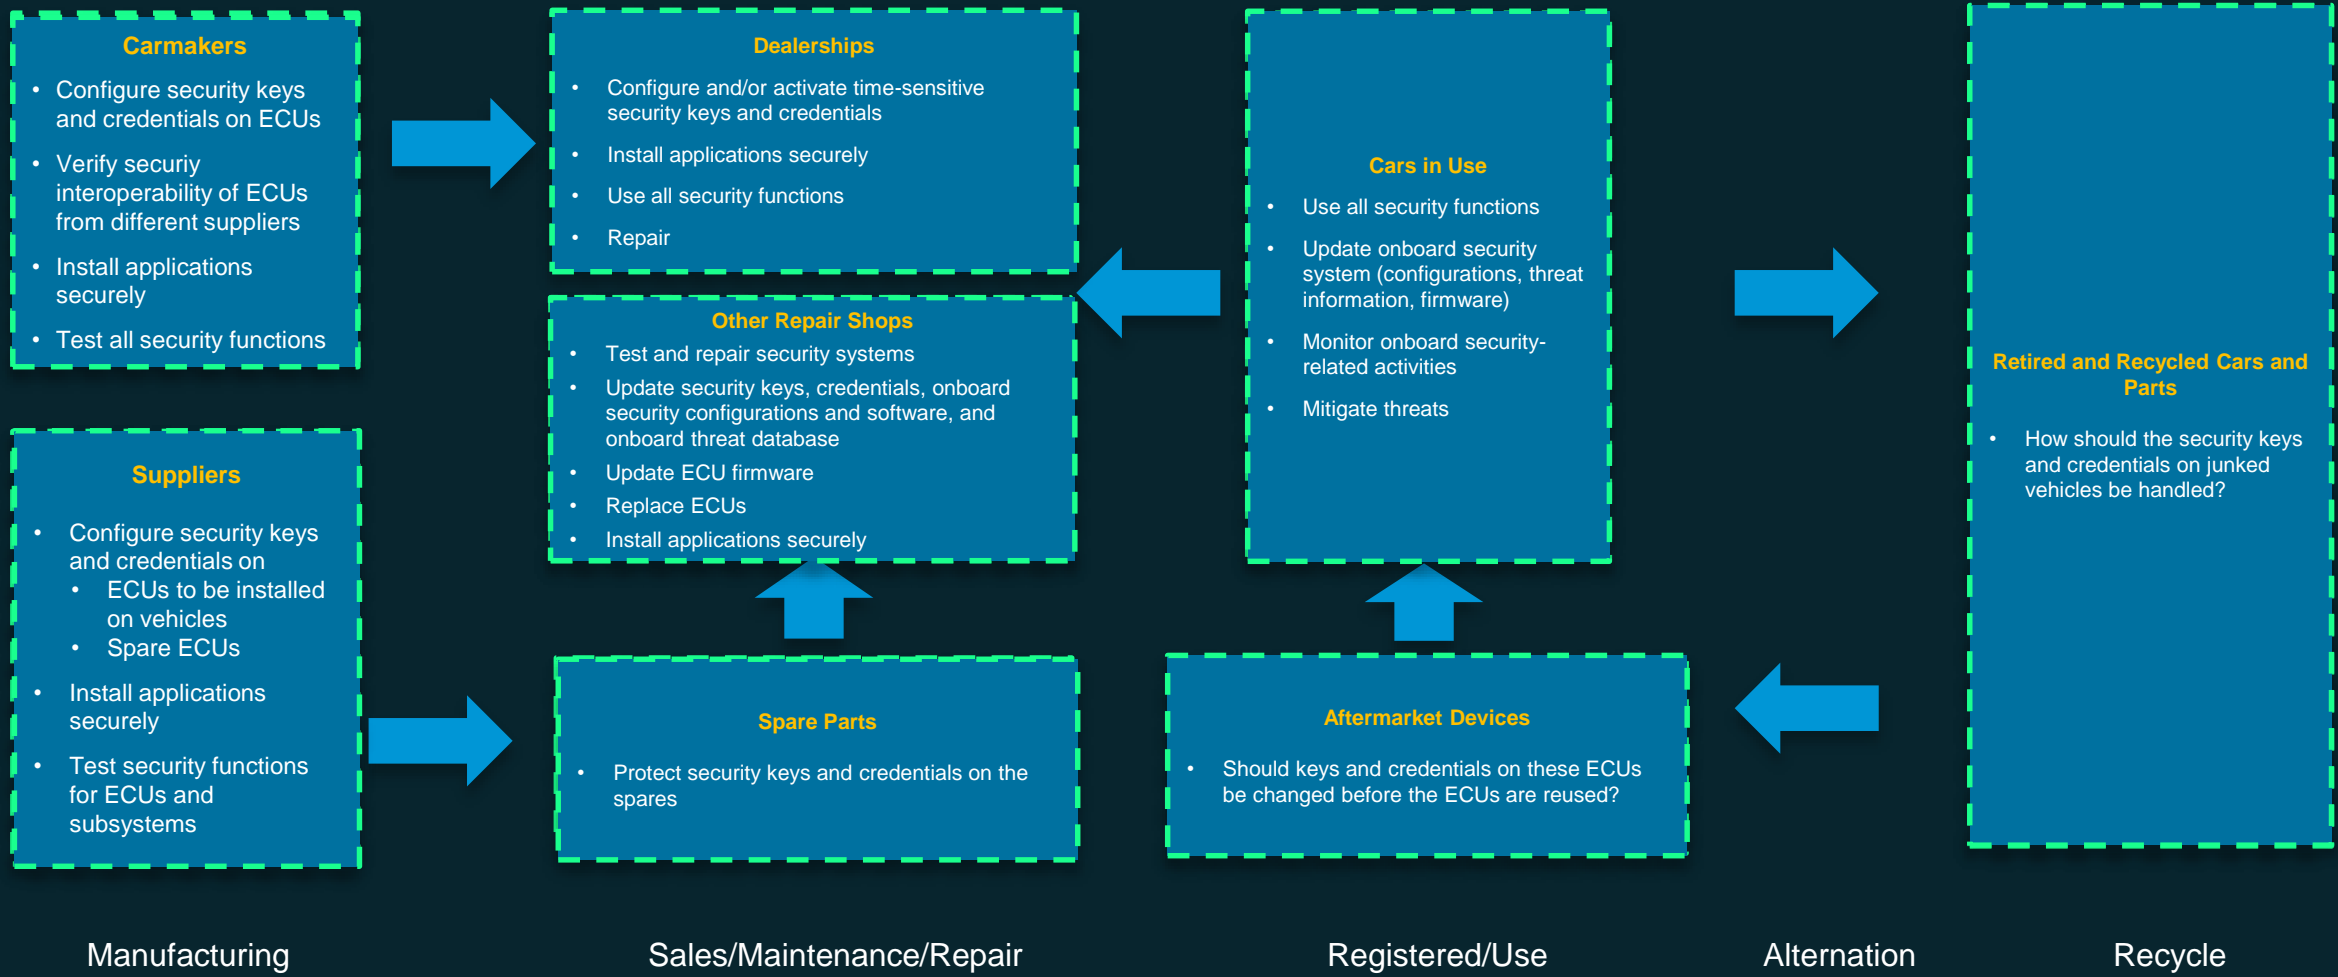 Carmakers
• Configure security keys
and credentials on ECUs
• Verify securiy
interoperability of ECUs
from different suppliers
• Install applications
securely
• Test all security functions
Suppliers
• Configure security keys
and credentials on
• ECUs to be installed
on vehicles
• Spare ECUs
• Install applications
securely
• Test security functions
for ECUs and
subsystems
Dealerships
• Configure and/or activate time-sensitive
security keys and credentials
• Install applications securely
• Use all security functions
• Repair
Other Repair Shops
• Test and repair security systems
• Update security keys, credentials, onboard
security configurations and software, and
onboard threat database
• Update ECU firmware
• Replace ECUs
• Install applications securely
Spare Parts
• Protect security keys and credentials on the
spares
Cars in Use
• Use all security functions
• Update onboard security
system (configurations, threat
information, firmware)
• Monitor onboard security-
related activities
• Mitigate threats
Aftermarket Devices
• Should keys and credentials on these ECUs
be changed before the ECUs are reused?
Retired and Recycled Cars and
Parts
• How should the security keys
and credentials on junked
vehicles be handled?
Manufacturing
Sales/Maintenance/Repair
Registered/Use
Alternation
Recycle